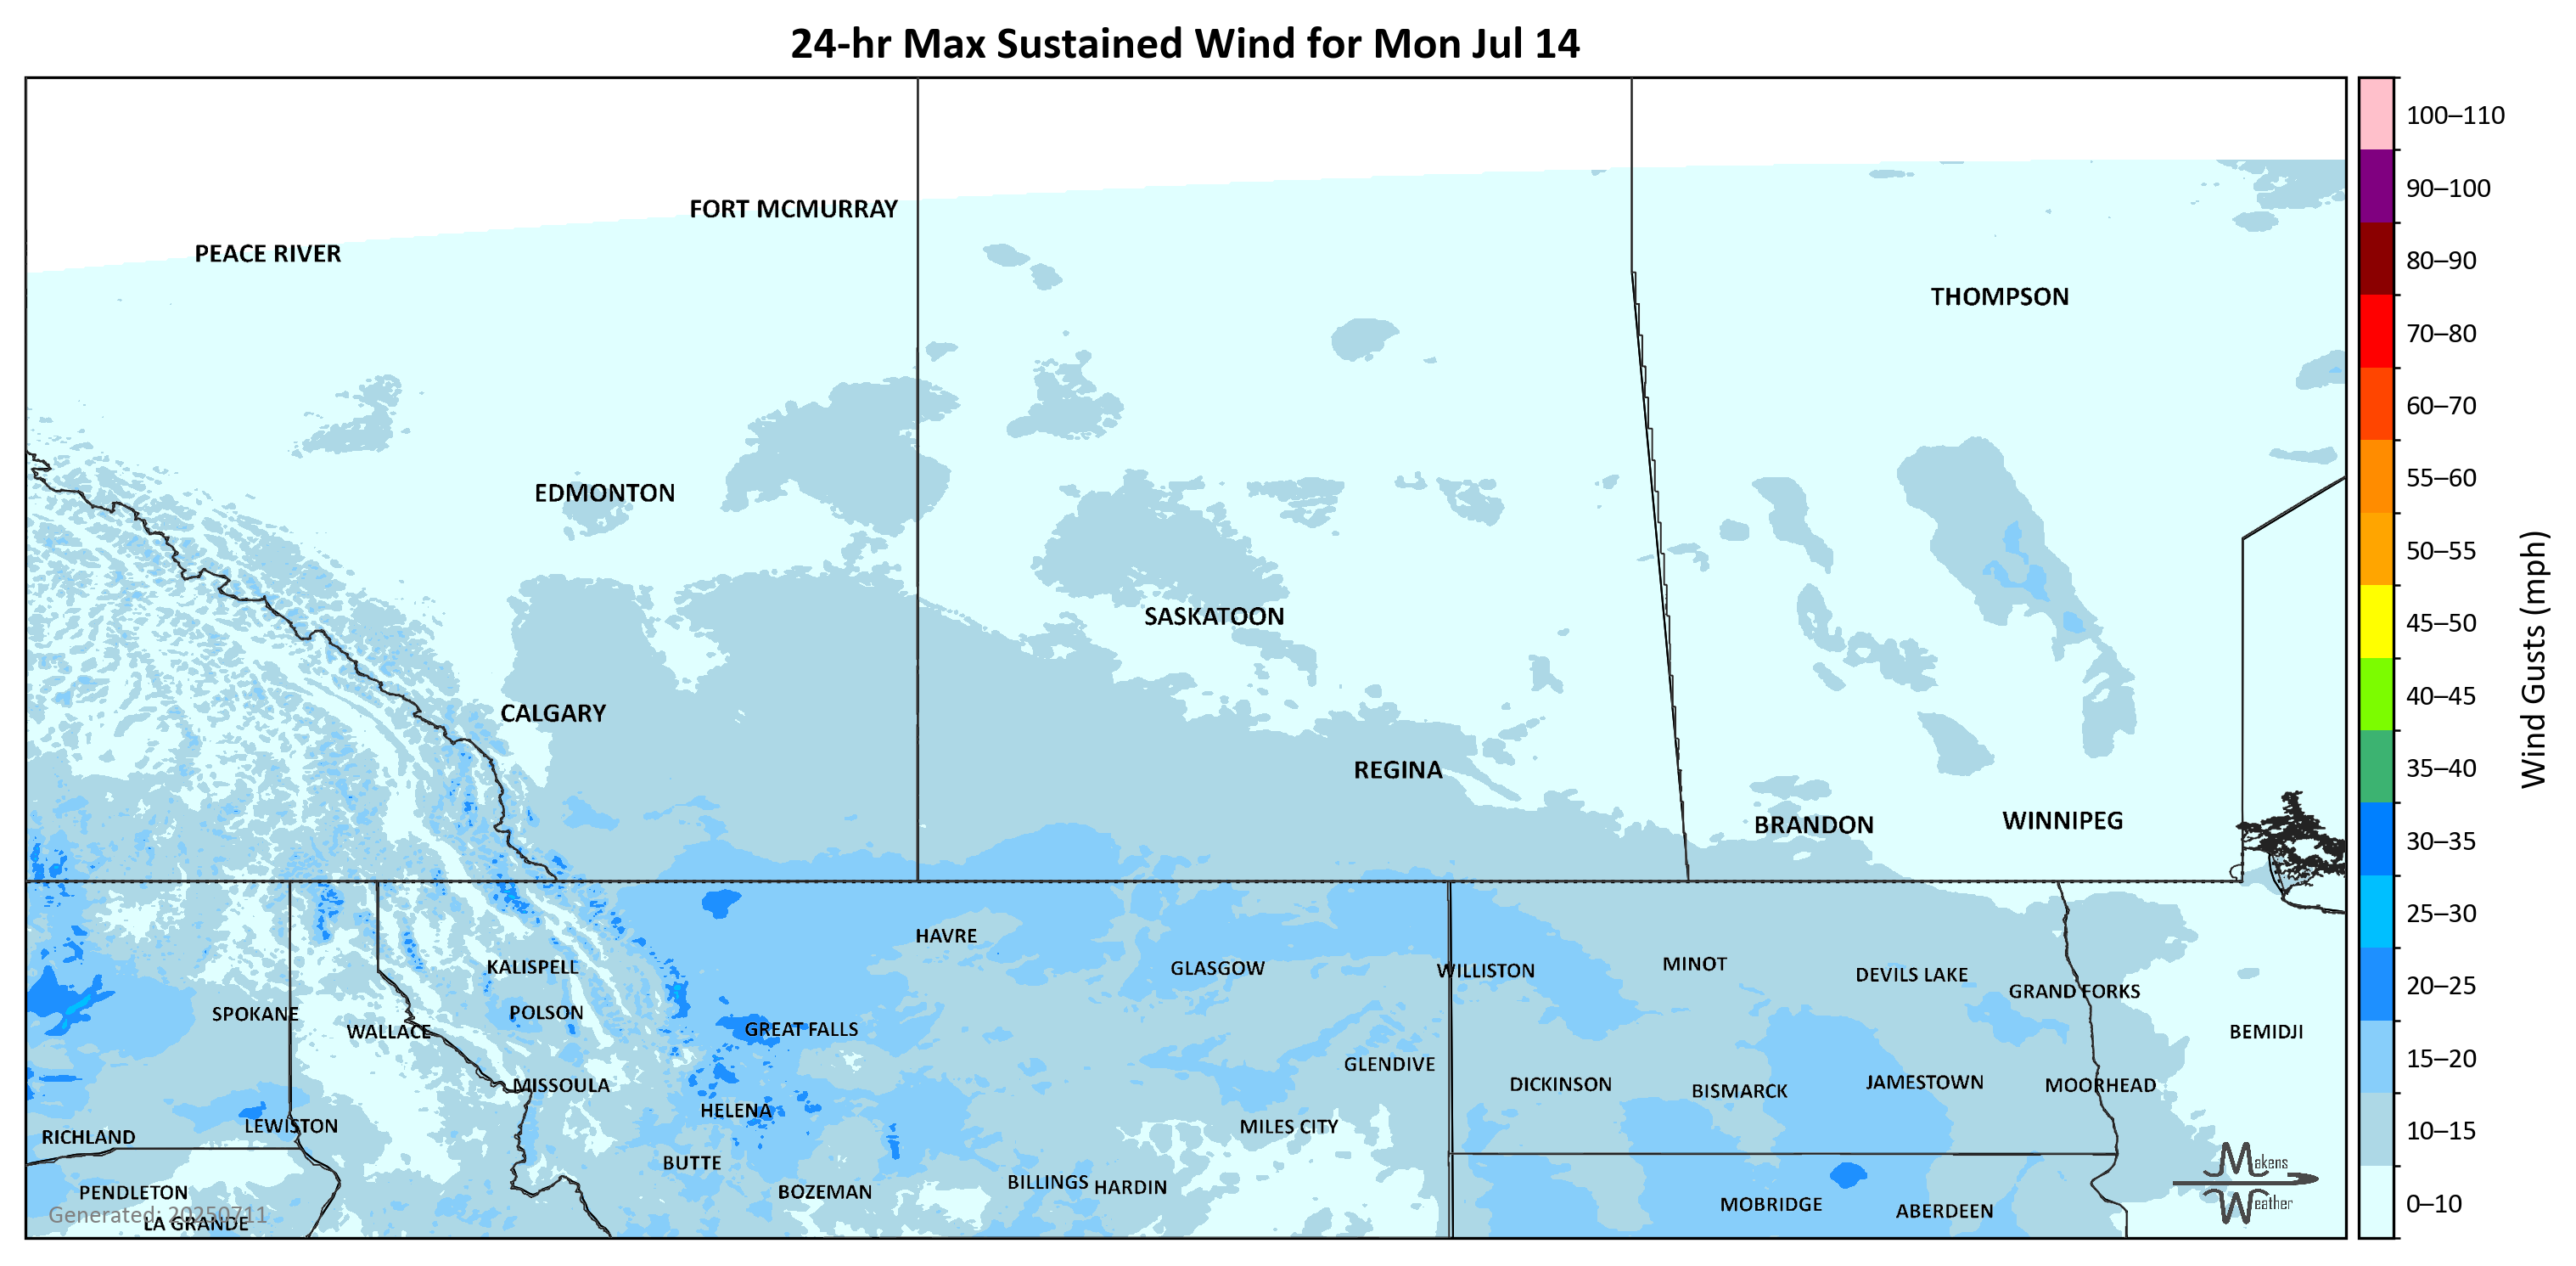 24-hr Max Sustained Wind for Mon Jul 14
100–110
90–100
80–90
70–80
60–70
55–60
50–55
45–50
40–45
35–40
30–35
25–30
20–25
15–20
10–15
0–10
Wind Gusts (mph)
FORT MCMURRAY
PEACE RIVER
THOMPSON
EDMONTON
SASKATOON
CALGARY
REGINA
BRANDON
WINNIPEG
HAVRE
KALISPELL
GLASGOW
WILLISTON
MINOT
DEVILS LAKE
GRAND FORKS
SPOKANE
POLSON
WALLACE
GREAT FALLS
BEMIDJI
GLENDIVE
MISSOULA
DICKINSON
BISMARCK
JAMESTOWN
MOORHEAD
HELENA
LEWISTON
MILES CITY
RICHLAND
BUTTE
BILLINGS
HARDIN
PENDLETON
BOZEMAN
MOBRIDGE
ABERDEEN
Generated: 20250711
LA GRANDE
Makens
Weather